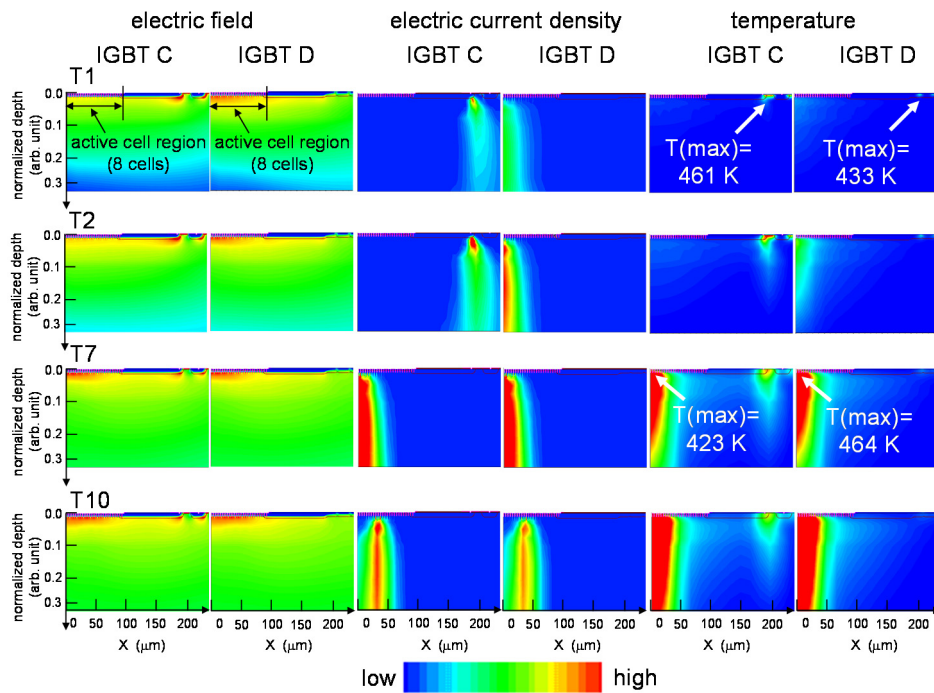 electric field electric current density temperature
IGBT C IGBT D IGBT C IGBT D IGBT C IGBT D
T1
normalized depth
(arb. unit)
0.0
0.1
0.2
0.3
active cell region
(8 cells)
active cell region
(8 cells)
T(max)=
461 K
T(max)=
433 K
T2
normalized depth
(arb. unit)
0.0
0.1
0.2
0.3
T7
normalized depth
(arb. unit)
0.0
0.1
0.2
0.3
T(max)=
423 K
T(max)=
464 K
T10
normalized depth
(arb. unit)
0.0
0.1
0.2
0.3
0 50 100 150 200 0 50 100 150 200 0 50 100 150 200 0 50 100 150 200 0 50 100 150 200 0 50 100 150 200
X (μm) X (μm) X (μm) X (μm) X (μm) X (μm)
low high